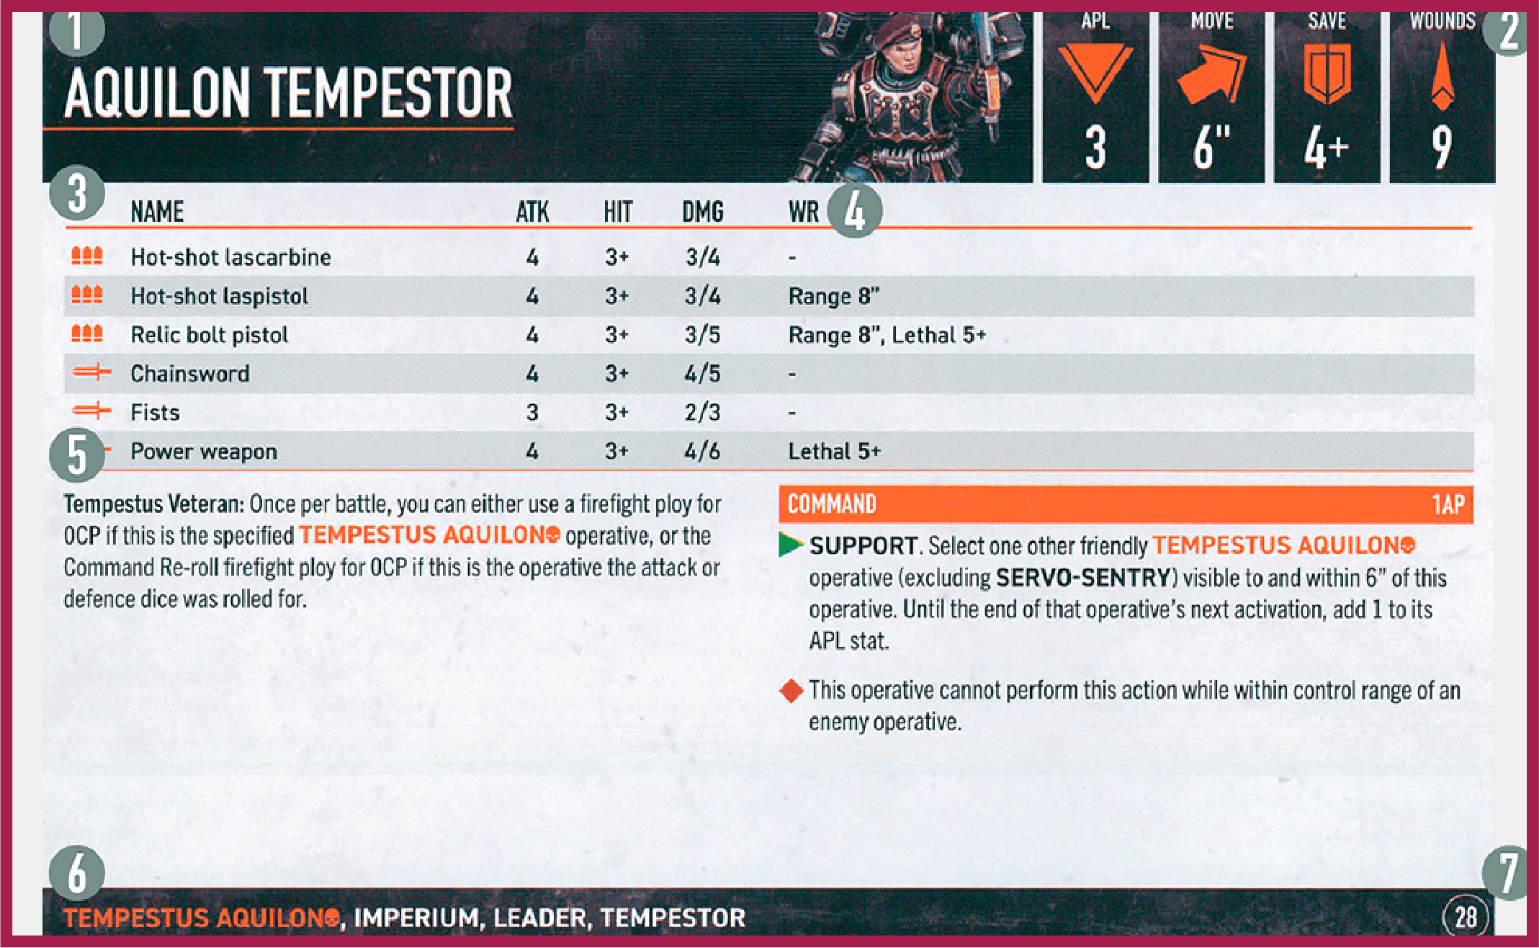 1
APL MOVE SAVE WOUNDS 2
AQUILON TEMPESTOR
3 6" 4+ 9
3
NAME ATK HIT DMG WR 4
Hot-shot lascarbine 4 3+ 3/4 -
Hot-shot laspistol 4 3+ 3/4 Range 8"
Relic bolt pistol 4 3+ 3/5 Range 8", Lethal 5+
Chainsword 4 3+ 4/5 -
Fists 3 3+ 2/3 -
5 Power weapon 4 3+ 4/6 Lethal 5+
Tempestus Veteran: Once per battle, you can either use a firefight ploy for
0CP if this is the specified TEMPESTUS AQUILON operative, or the
Command Re-roll firefight ploy for 0CP if this is the operative the attack or
defence dice was rolled for.
COMMAND 1AP
SUPPORT. Select one other friendly TEMPESTUS AQUILON
operative (excluding SERVO-SENTRY) visible to and within 6" of this
operative. Until the end of that operative's next activation, add 1 to its
APL stat.
This operative cannot perform this action while within control range of an
enemy operative.
6
7
TEMPESTUS AQUILON, IMPERIUM, LEADER, TEMPESTOR
28